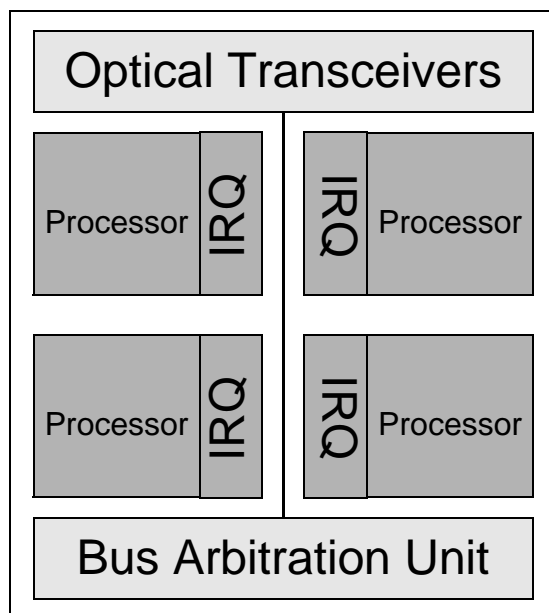 Optical Transceivers
Processor IRQ IRQ Processor
Processor IRQ IRQ Processor
Bus Arbitration Unit